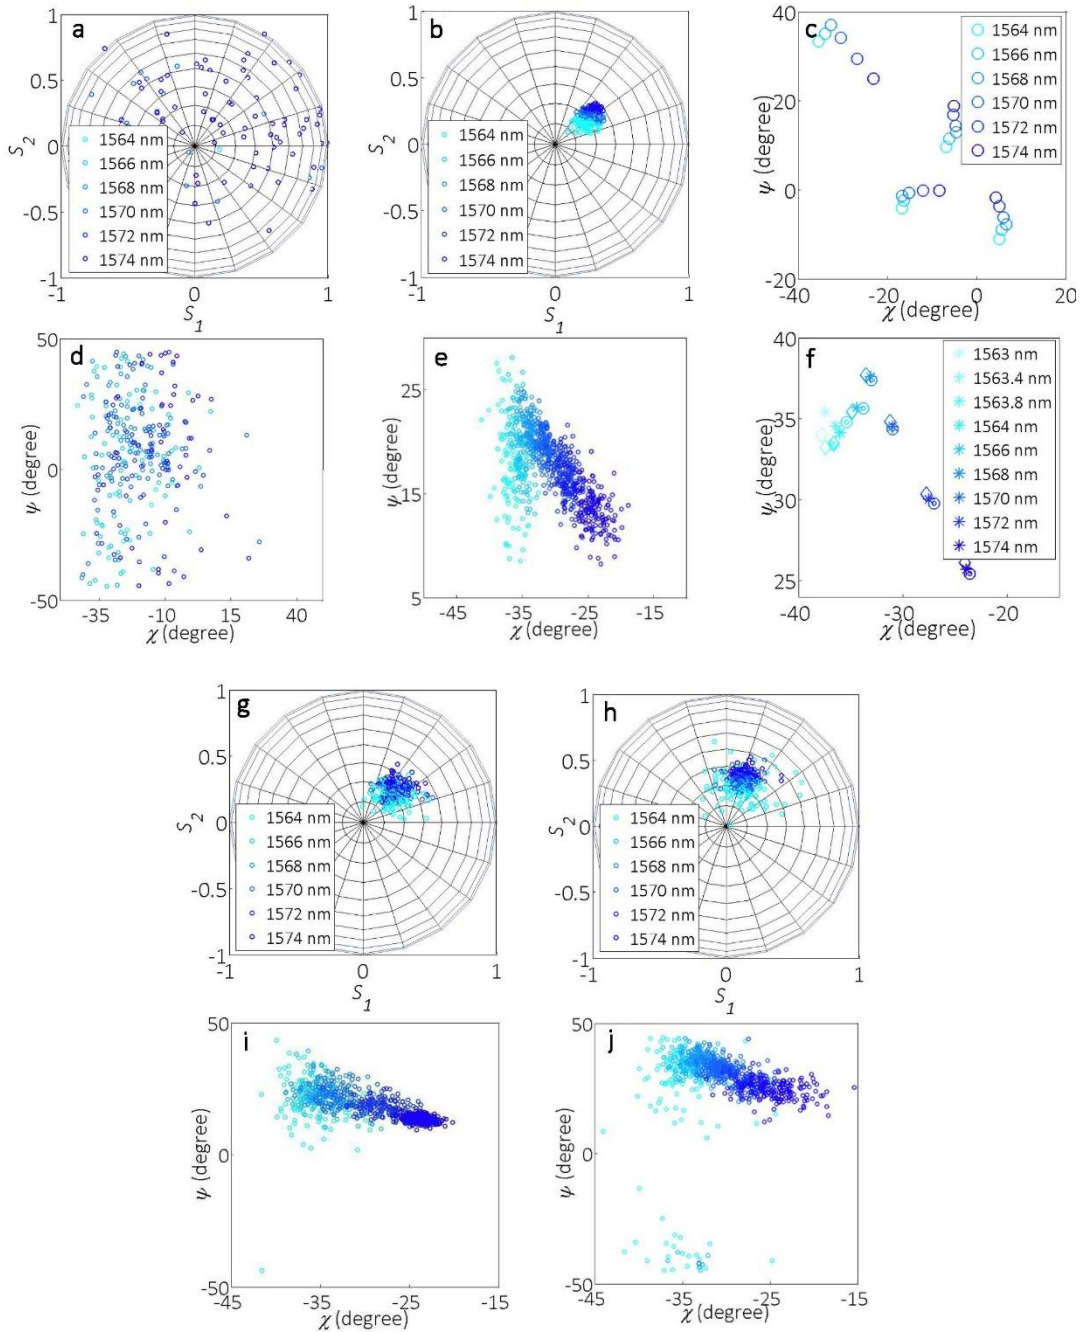 a
1
0.5
0
-0.5
-1
S2
1564 nm
1566 nm
1568 nm
1570 nm
1572 nm
1574 nm
-1
0
1
S1
b
1
0.5
0
-0.5
-1
S2
1564 nm
1566 nm
1568 nm
1570 nm
1572 nm
1574 nm
-1
0
1
S1
c
40
20
0
-20
ψ (degree)
1564 nm
1566 nm
1568 nm
1570 nm
1572 nm
1574 nm
-40
-20
0
20
χ (degree)
d
50
0
-50
ψ (degree)
-35
-10
15
40
χ (degree)
e
25
15
5
ψ (degree)
-45
-35
-25
-15
χ (degree)
f
40
35
30
25
ψ (degree)
1563 nm
1563.4 nm
1563.8 nm
1564 nm
1566 nm
1568 nm
1570 nm
1572 nm
1574 nm
-40
-30
-20
χ (degree)
g
1
0.5
0
-0.5
-1
S2
1564 nm
1566 nm
1568 nm
1570 nm
1572 nm
1574 nm
-1
0
1
S1
h
1
0.5
0
-0.5
-1
S2
1564 nm
1566 nm
1568 nm
1570 nm
1572 nm
1574 nm
-1
0
1
S1
i
50
0
-50
ψ (degree)
-45
-35
-25
-15
χ (degree)
j
50
0
-50
ψ (degree)
-45
-35
-25
-15
χ (degree)